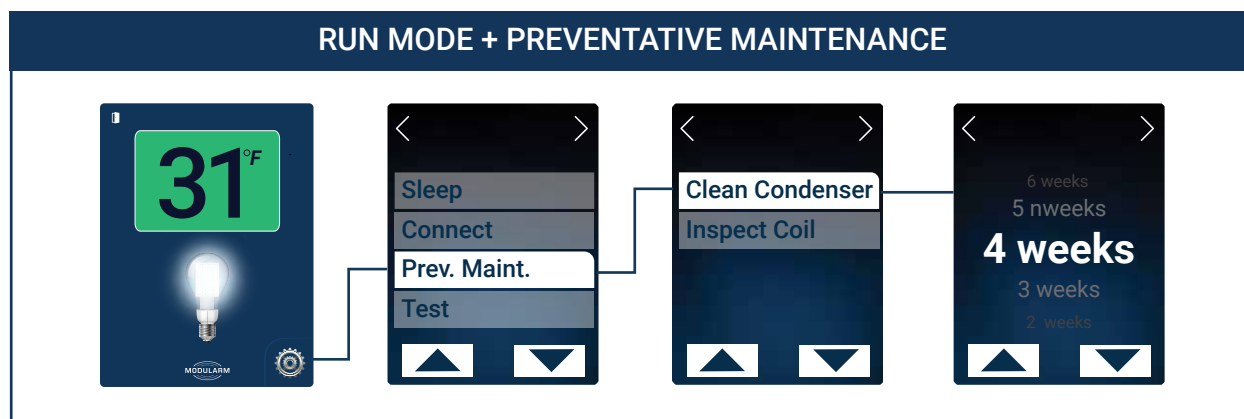 RUN MODE + PREVENTATIVE MAINTENANCE
31°F
MODULARM
Sleep
Connect
Prev. Maint.
Test
Clean Condenser
Inspect Coil
6 weeks
5 nweeks
4 weeks
3 weeks
2 weeks